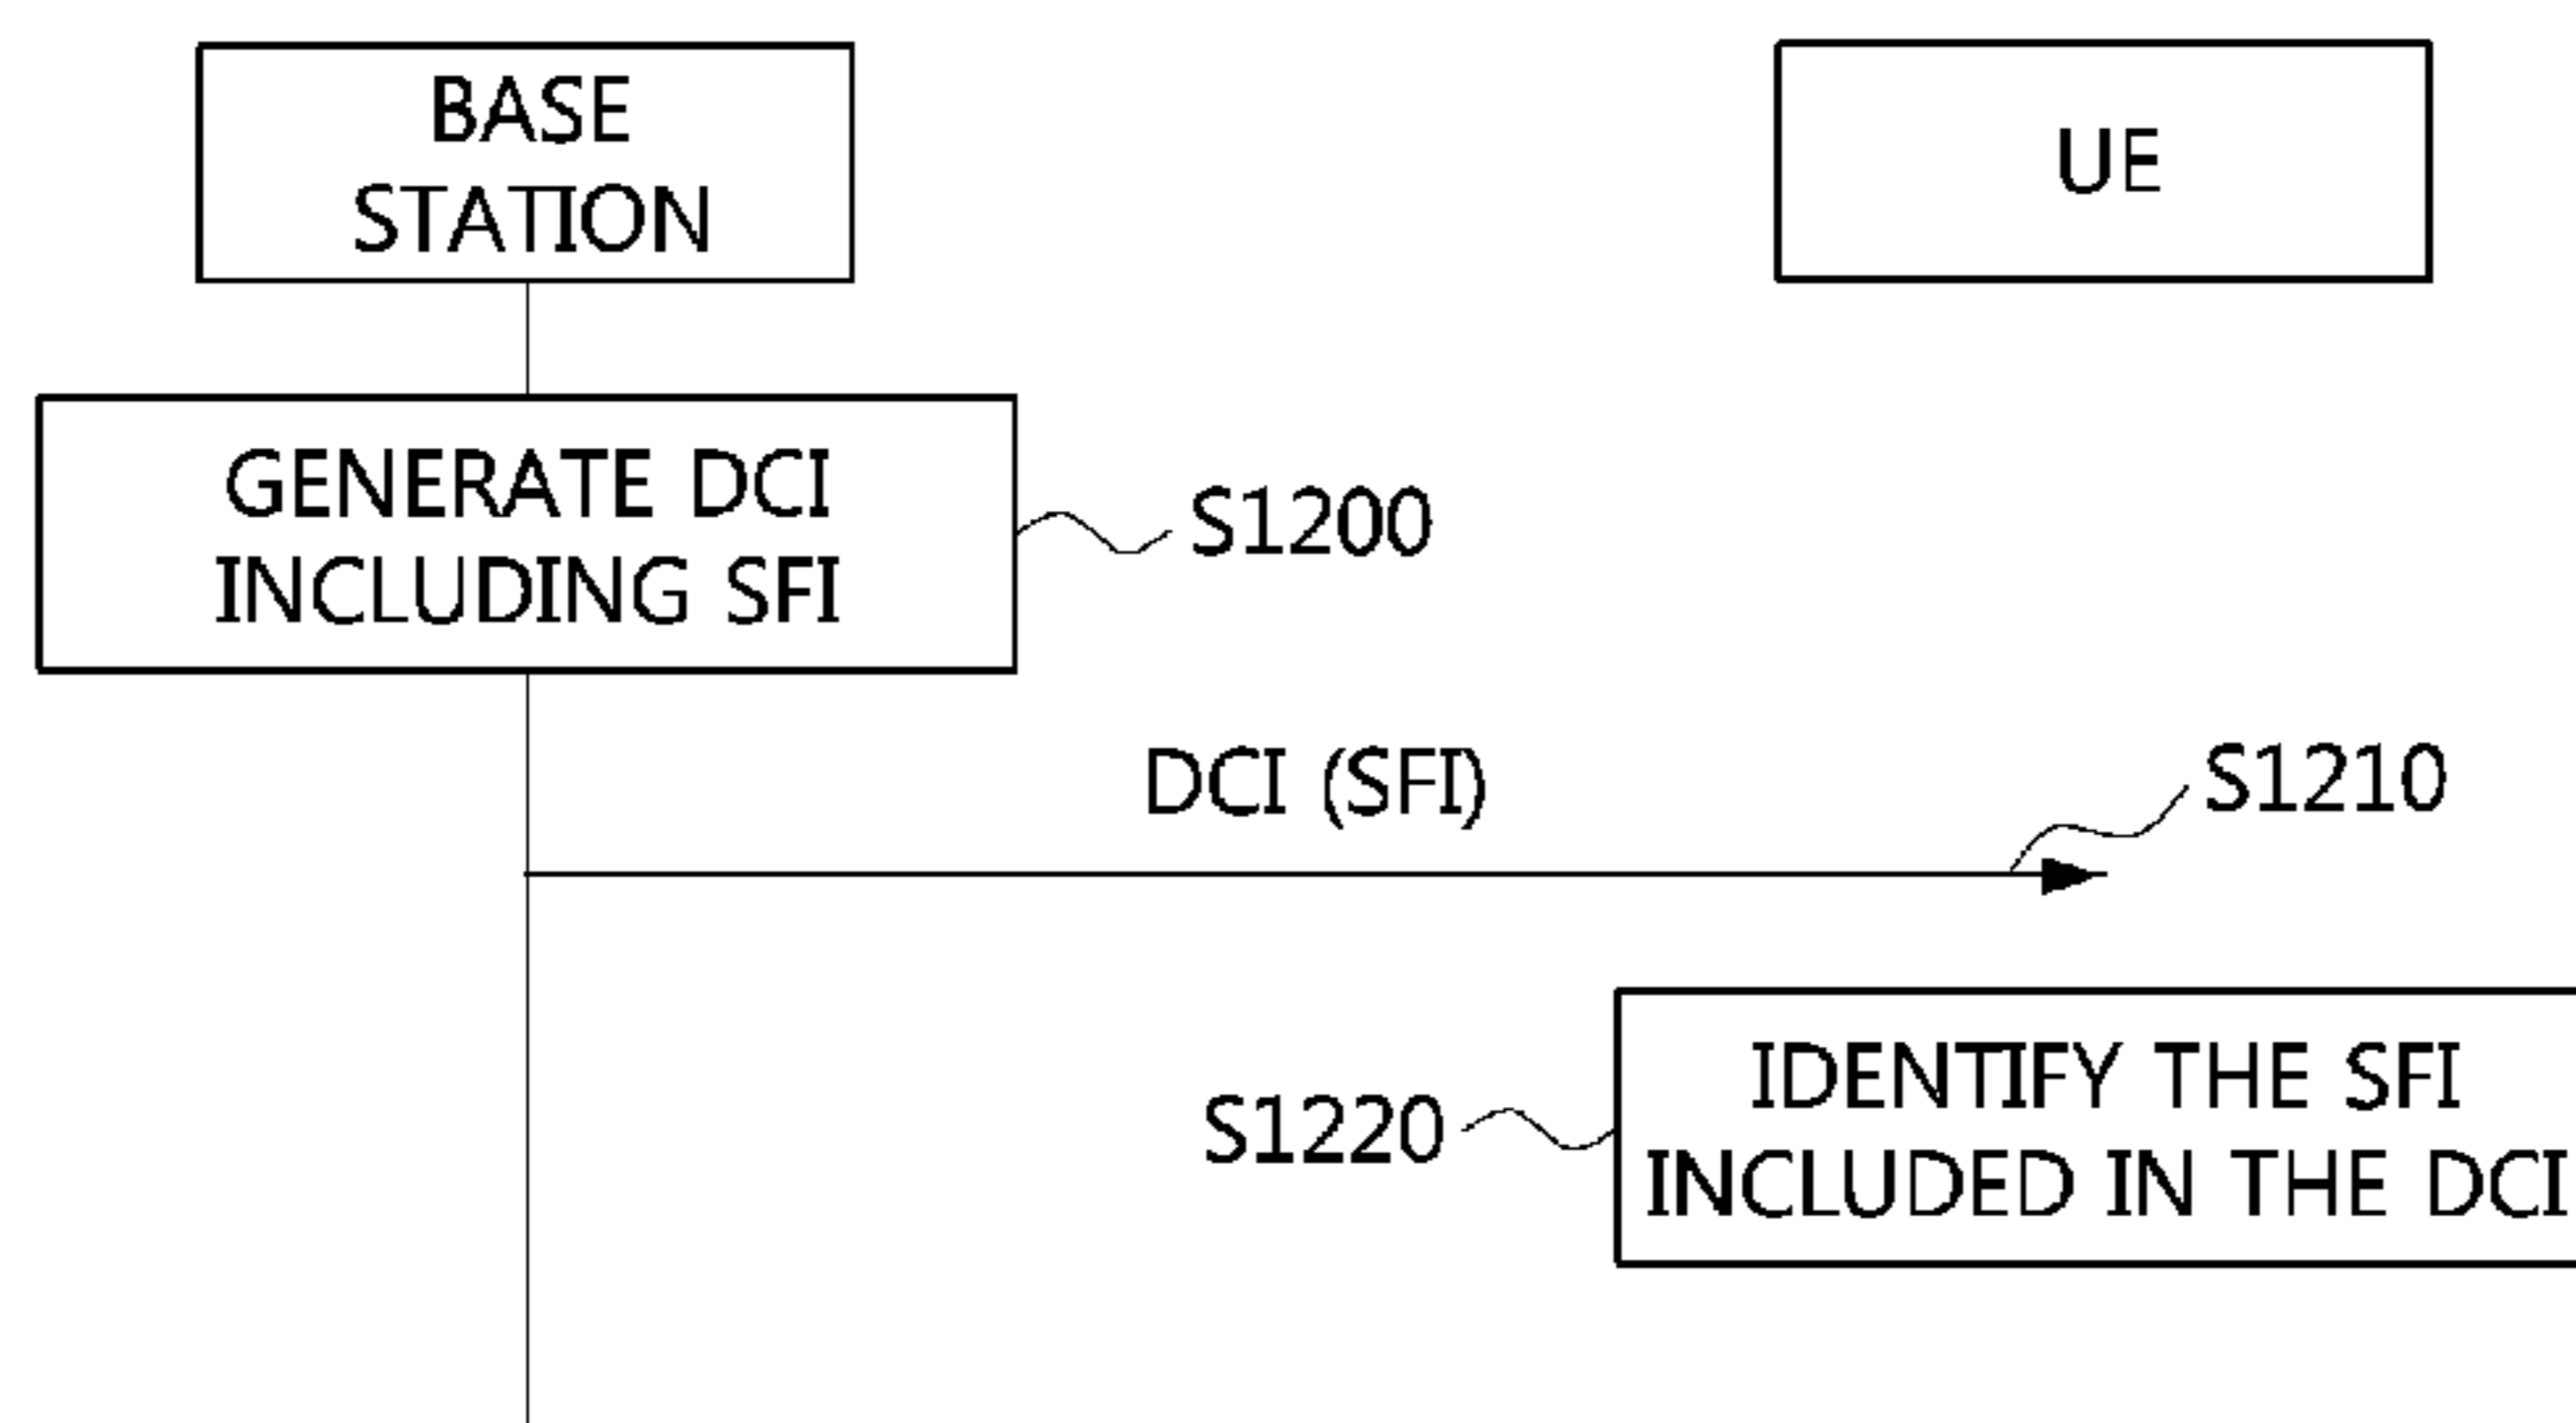 BASE
STATION
UE
GENERATE DCI
INCLUDING SFI
S1200
DCI (SFI)
S1210
S1220
IDENTIFY THE SFI
INCLUDED IN THE DCI